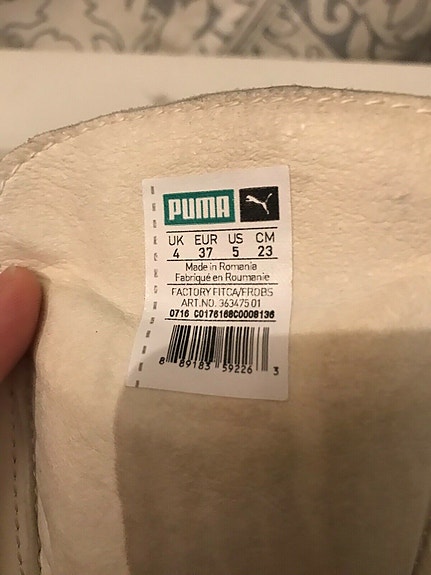 PUMA
UK EUR US CM
4 37 5 23
Made in Romania
Fabriqué en Roumanie
FACTORY FITCA/FROBS
ART.NO. 363475 01
0716 C0176168C0008136
8 89183 59226 3